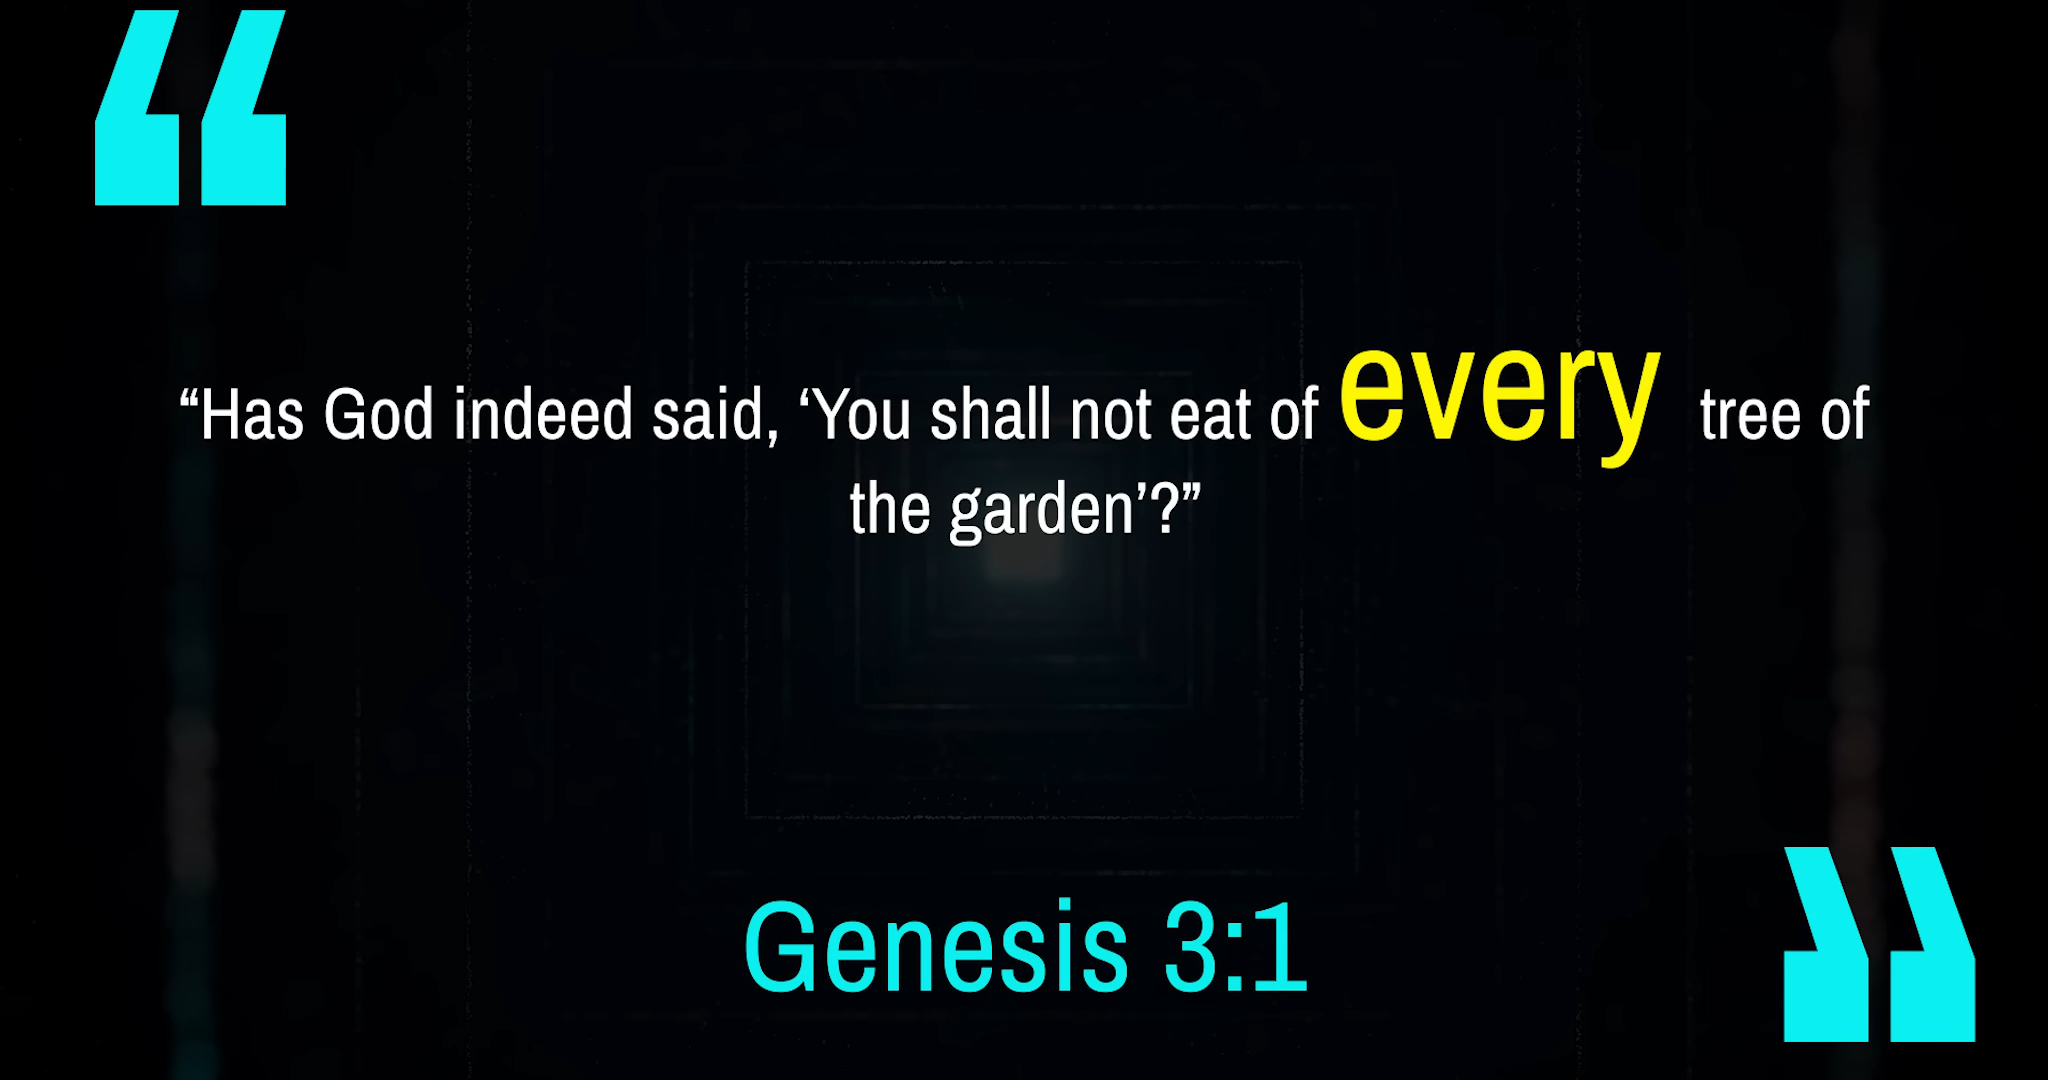 “
“Has God indeed said, ‘You shall not eat of every tree of
the garden’?”
Genesis 3:1
”